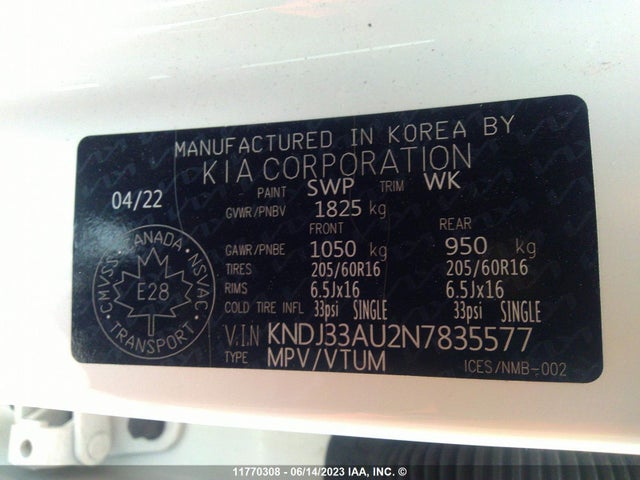 MANUFACTURED IN KOREA BY
KIA CORPORATION
PAINT SWP TRIM WK
04/22
GVWR/PNBV 1825 kg
FRONT REAR
GAWR/PNBE 1050 kg 950 kg
TIRES 205/60R16 205/60R16
RIMS 6.5Jx16 6.5Jx16
COLD TIRE INFL 33psi SINGLE 33psi SINGLE
V.I.N KNDJ33AU2N7835577
TYPE MPV/VTUM
ICES/NMB-002
CMVSS CANADA NSVAC
E28
TRANSPORT
11770308 - 06/14/2023 IAA, INC. ©